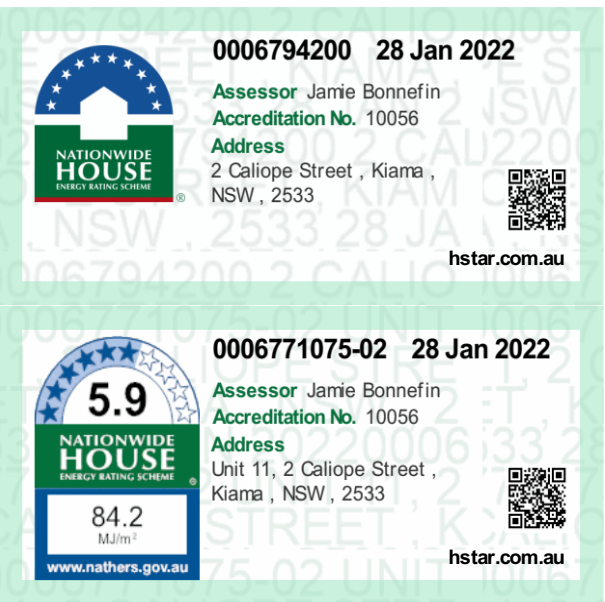 0006794200 28 Jan 2022
Assessor Jamie Bonnefin
Accreditation No. 10056
Address
2 Caliope Street , Kiama ,
NSW , 2533
hstar.com.au
NATIONWIDE
HOUSE
ENERGY RATING SCHEME
®
0006771075-02 28 Jan 2022
Assessor Jamie Bonnefin
Accreditation No. 10056
Address
Unit 11, 2 Caliope Street ,
Kiama , NSW , 2533
hstar.com.au
5.9
NATIONWIDE
HOUSE
ENERGY RATING SCHEME
®
84.2
MJ/m²
www.nathers.gov.au